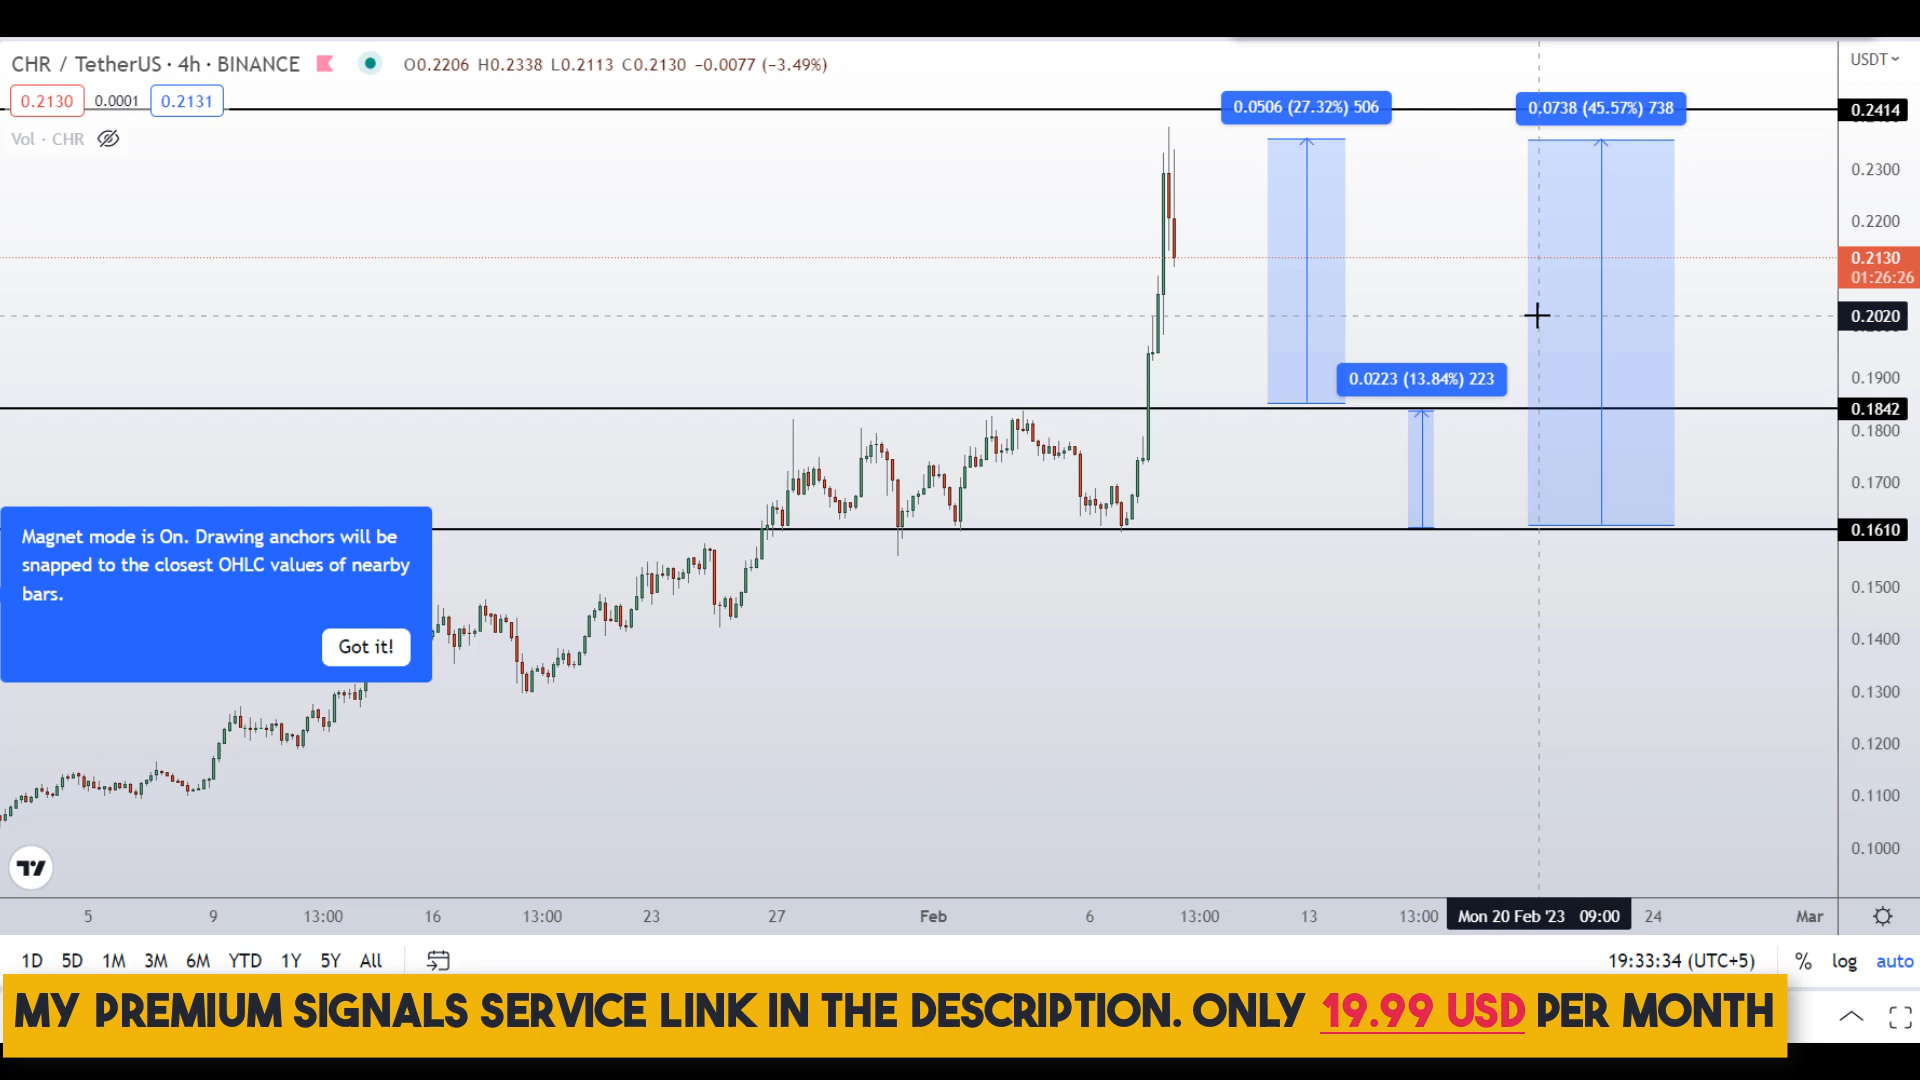 CHR / TetherUS · 4h · BINANCE O0.2206 H0.2338 L0.2113 C0.2130 −0.0077 (−3.49%)
USDT
0.2130 0.0001 0.2131
Vol · CHR
0.0506 (27.32%) 506
0.0738 (45.57%) 738
0.2414
0.2300
0.2200
0.2130
01:26:26
0.2020
0.1900
0.0223 (13.84%) 223
0.1842
0.1800
0.1700
0.1610
0.1500
0.1400
0.1300
0.1200
0.1100
0.1000
Magnet mode is On. Drawing anchors will be
snapped to the closest OHLC values of nearby
bars.
Got it!
5 9 13:00 16 13:00 23 27 Feb 6 13:00 13 13:00 Mon 20 Feb '23 09:00 24 Mar
1D 5D 1M 3M 6M YTD 1Y 5Y All 19:33:34 (UTC+5) % log auto
MY PREMIUM SIGNALS SERVICE LINK IN THE DESCRIPTION. ONLY 19.99 USD PER MONTH